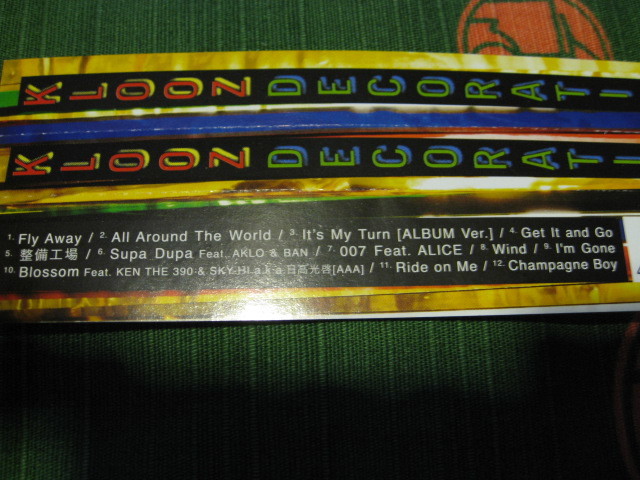 KLOOZ DECORATI
KLOOZ DECORATI
1. Fly Away / 2. All Around The World / 3. It's My Turn [ALBUM Ver.] / 4. Get It and Go
5. 整備工場 / 6. Supa Dupa Feat. AKLO & BAN / 7. 007 Feat. ALICE / 8. Wind / 9. I'm Gone
10. Blossom Feat. KEN THE 390 & SKY-HI a.k.a 日高光啓[AAA] / 11. Ride on Me / 12. Champagne Boy